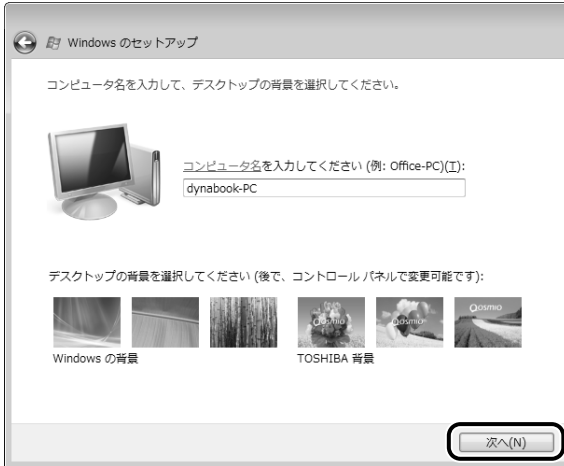 Windows のセットアップ
コンピュータ名を入力して、デスクトップの背景を選択してください。
コンピュータ名を入力してください (例: Office-PC)(T):
dynabook-PC
デスクトップの背景を選択してください (後で、コントロール パネルで変更可能です):
Qosmio Qosmio Qosmio
Windows の背景 TOSHIBA 背景
次へ(N)